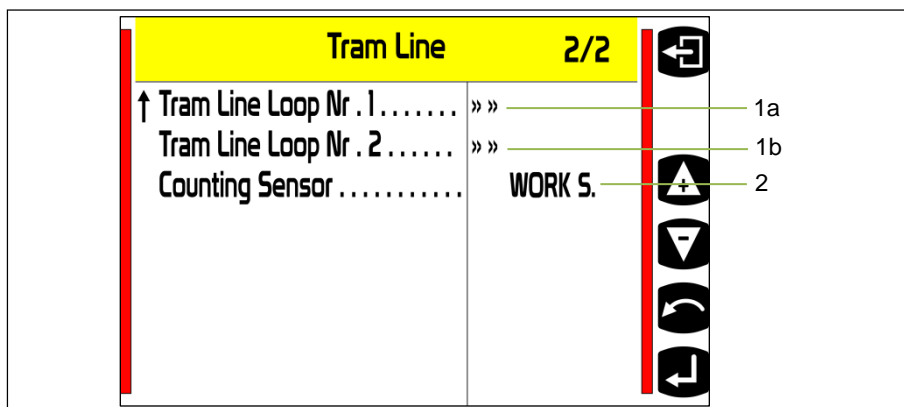 Tram Line 2/2
↑ Tram Line Loop Nr . 1 . . . . . . . » » 1a
Tram Line Loop Nr . 2 . . . . . . » » 1b
Counting Sensor . . . . . . . . . . . WORK S. 2
+
-